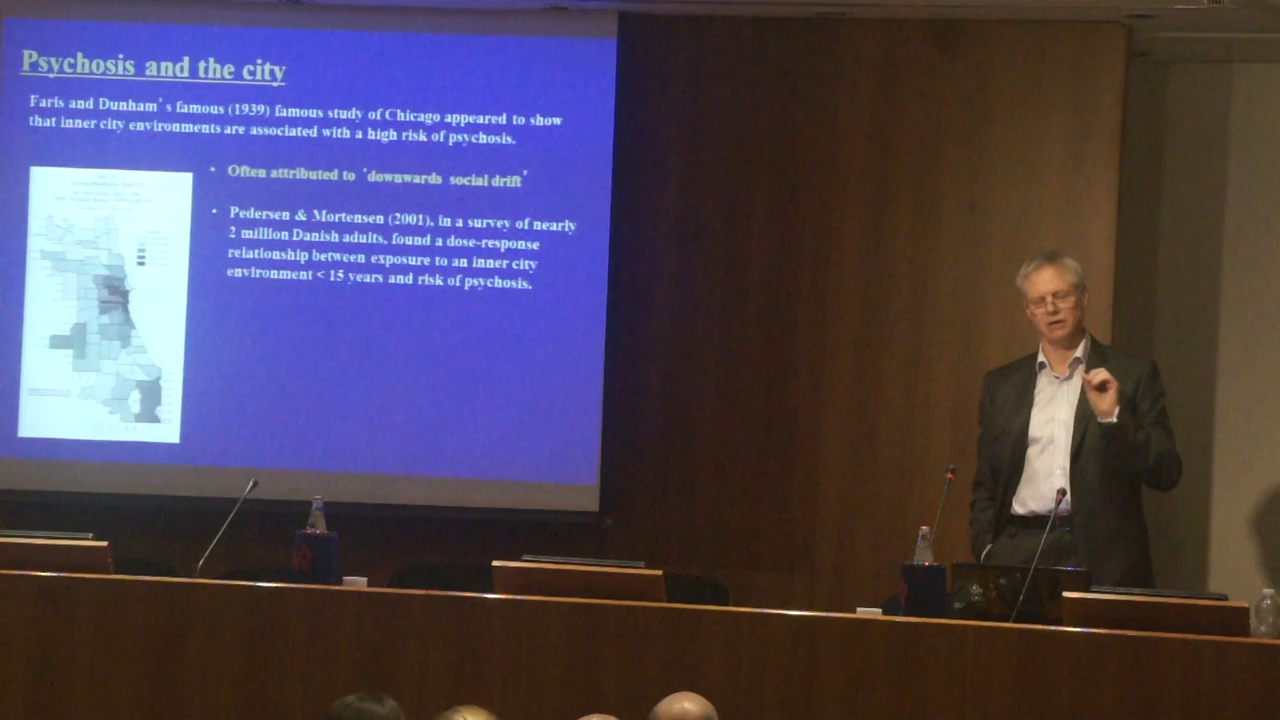 Psychosis and the city
Faris and Dunham's famous (1939) famous study of Chicago appeared to show
that inner city environments are associated with a high risk of psychosis.
• Often attributed to 'downwards social drift'
• Pedersen & Mortensen (2001), in a survey of nearly
2 million Danish adults, found a dose-response
relationship between exposure to an inner city
environment < 15 years and risk of psychosis.